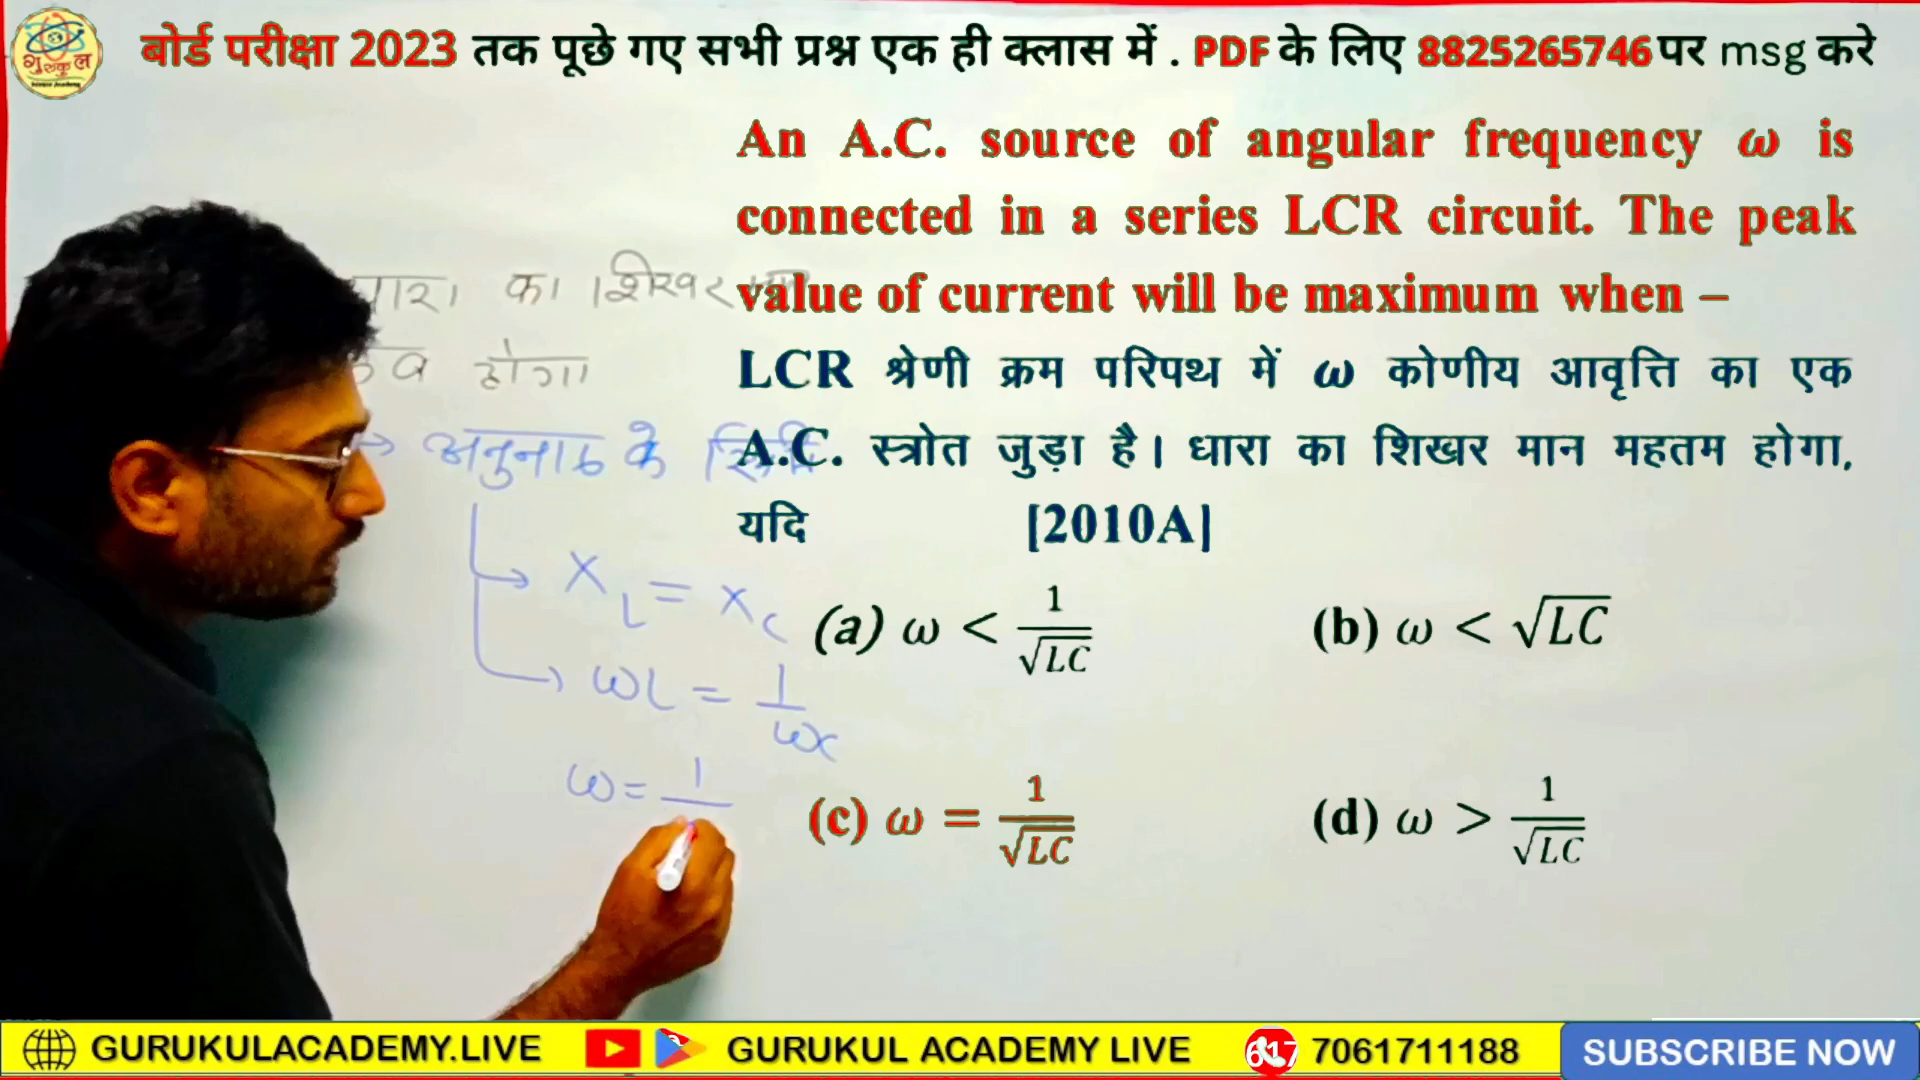 बोर्ड परीक्षा 2023 तक पूछे गए सभी प्रश्न एक ही क्लास में . PDF के लिए 8825265746 पर msg करे
गुरुकुल
An A.C. source of angular frequency ω is
connected in a series LCR circuit. The peak
value of current will be maximum when –
LCR श्रेणी क्रम परिपथ में ω कोणीय आवृत्ति का एक
A.C. स्त्रोत जुड़ा है। धारा का शिखर मान महतम होगा,
यदि [2010A]
(a) ω < 1/√LC (b) ω < √LC
(c) ω = 1/√LC (d) ω > 1/√LC
का शिखर
होगा
→ अनुनाद के
X_L = X_C
ωL = 1/ωC
ω = 1
GURUKULACADEMY.LIVE GURUKUL ACADEMY LIVE 7061711188 SUBSCRIBE NOW